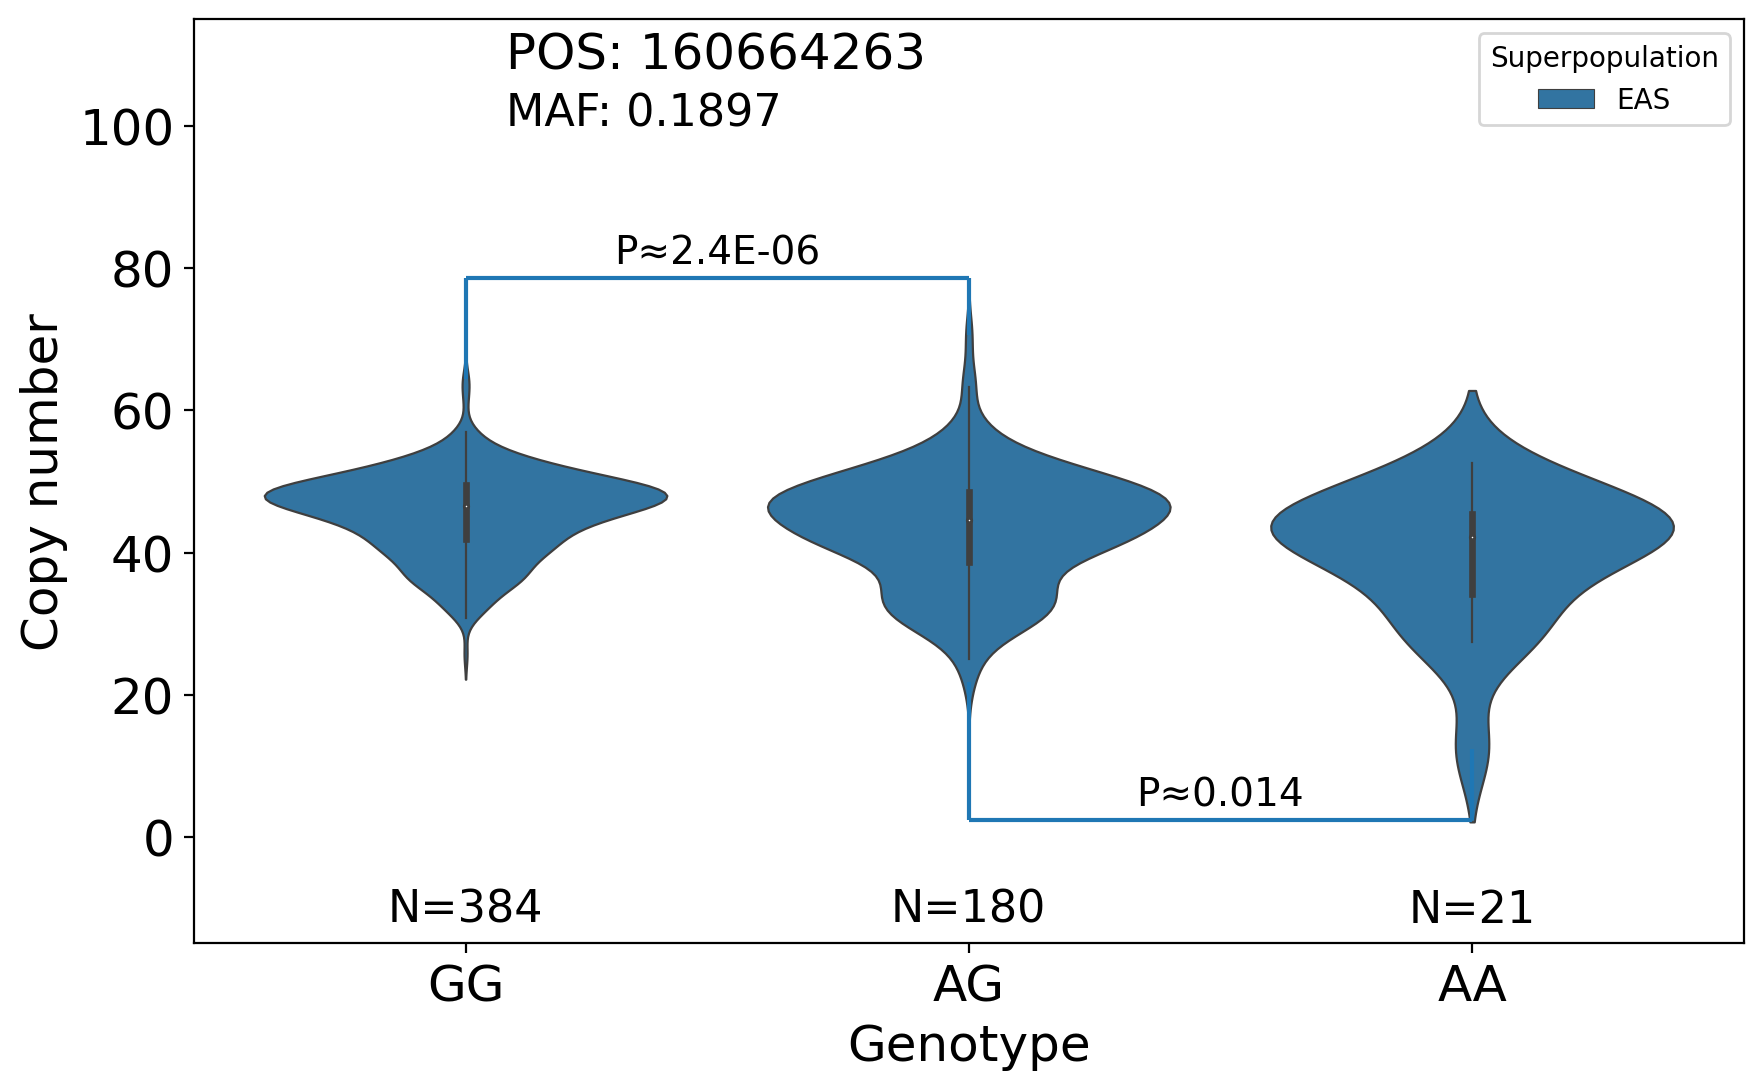 POS: 160664263
MAF: 0.1897
Superpopulation
EAS
100
80
60
40
20
0
Copy number
P≈2.4E-06
P≈0.014
N=384
N=180
N=21
GG
AG
AA
Genotype